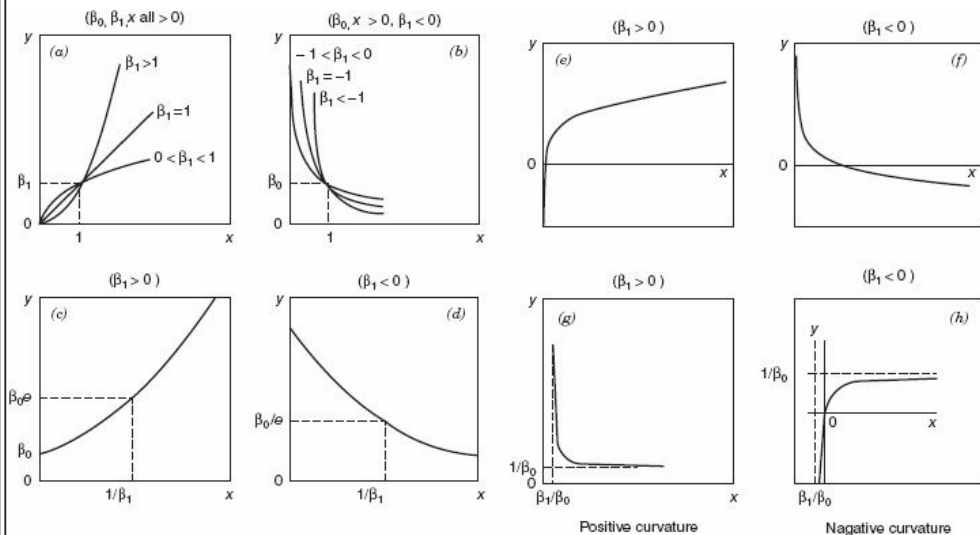 (β₀, β₁, x all > 0)
y
(a)
β₁ > 1
β₁ = 1
0 < β₁ < 1
β₁
0
1
x
(β₀, x > 0, β₁ < 0)
y
(b)
− 1 < β₁ < 0
β₁ = −1
β₁ < −1
β₀
0
1
x
(β₁ > 0)
y
(e)
0
x
(β₁ < 0)
y
(f)
0
x
(β₁ > 0)
y
(c)
β₀e
β₀
0
1/β₁
x
(β₁ < 0)
y
(d)
β₀/e
0
1/β₁
x
(β₁ > 0)
y
(g)
1/β₀
0
β₁/β₀
x
Positive curvature
(β₁ < 0)
y
(h)
1/β₀
0
x
β₁/β₀
Nagative curvature